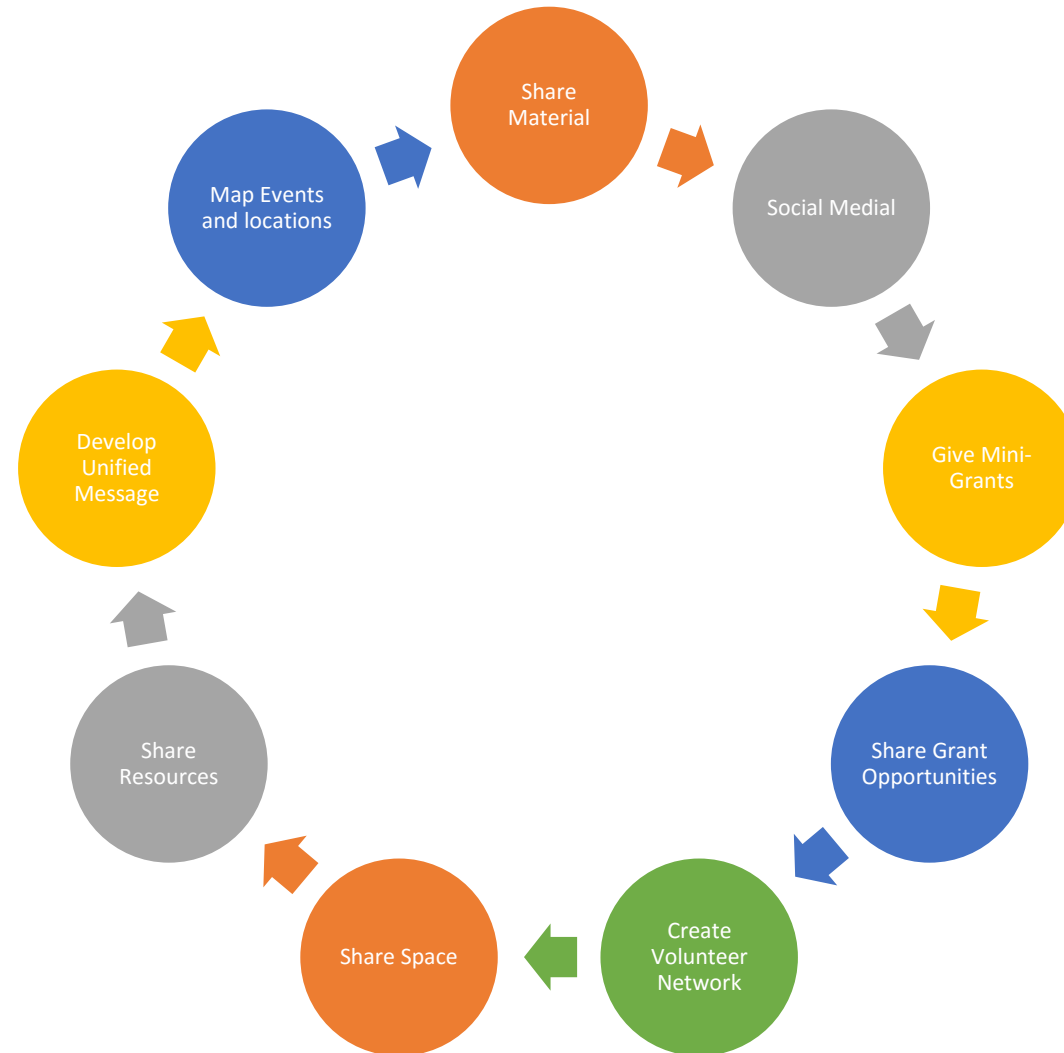 Share
Material
Social Medial
Give Mini-
Grants
Share Grant
Opportunities
Create
Volunteer
Network
Share Space
Share
Resources
Develop
Unified
Message
Map Events
and locations